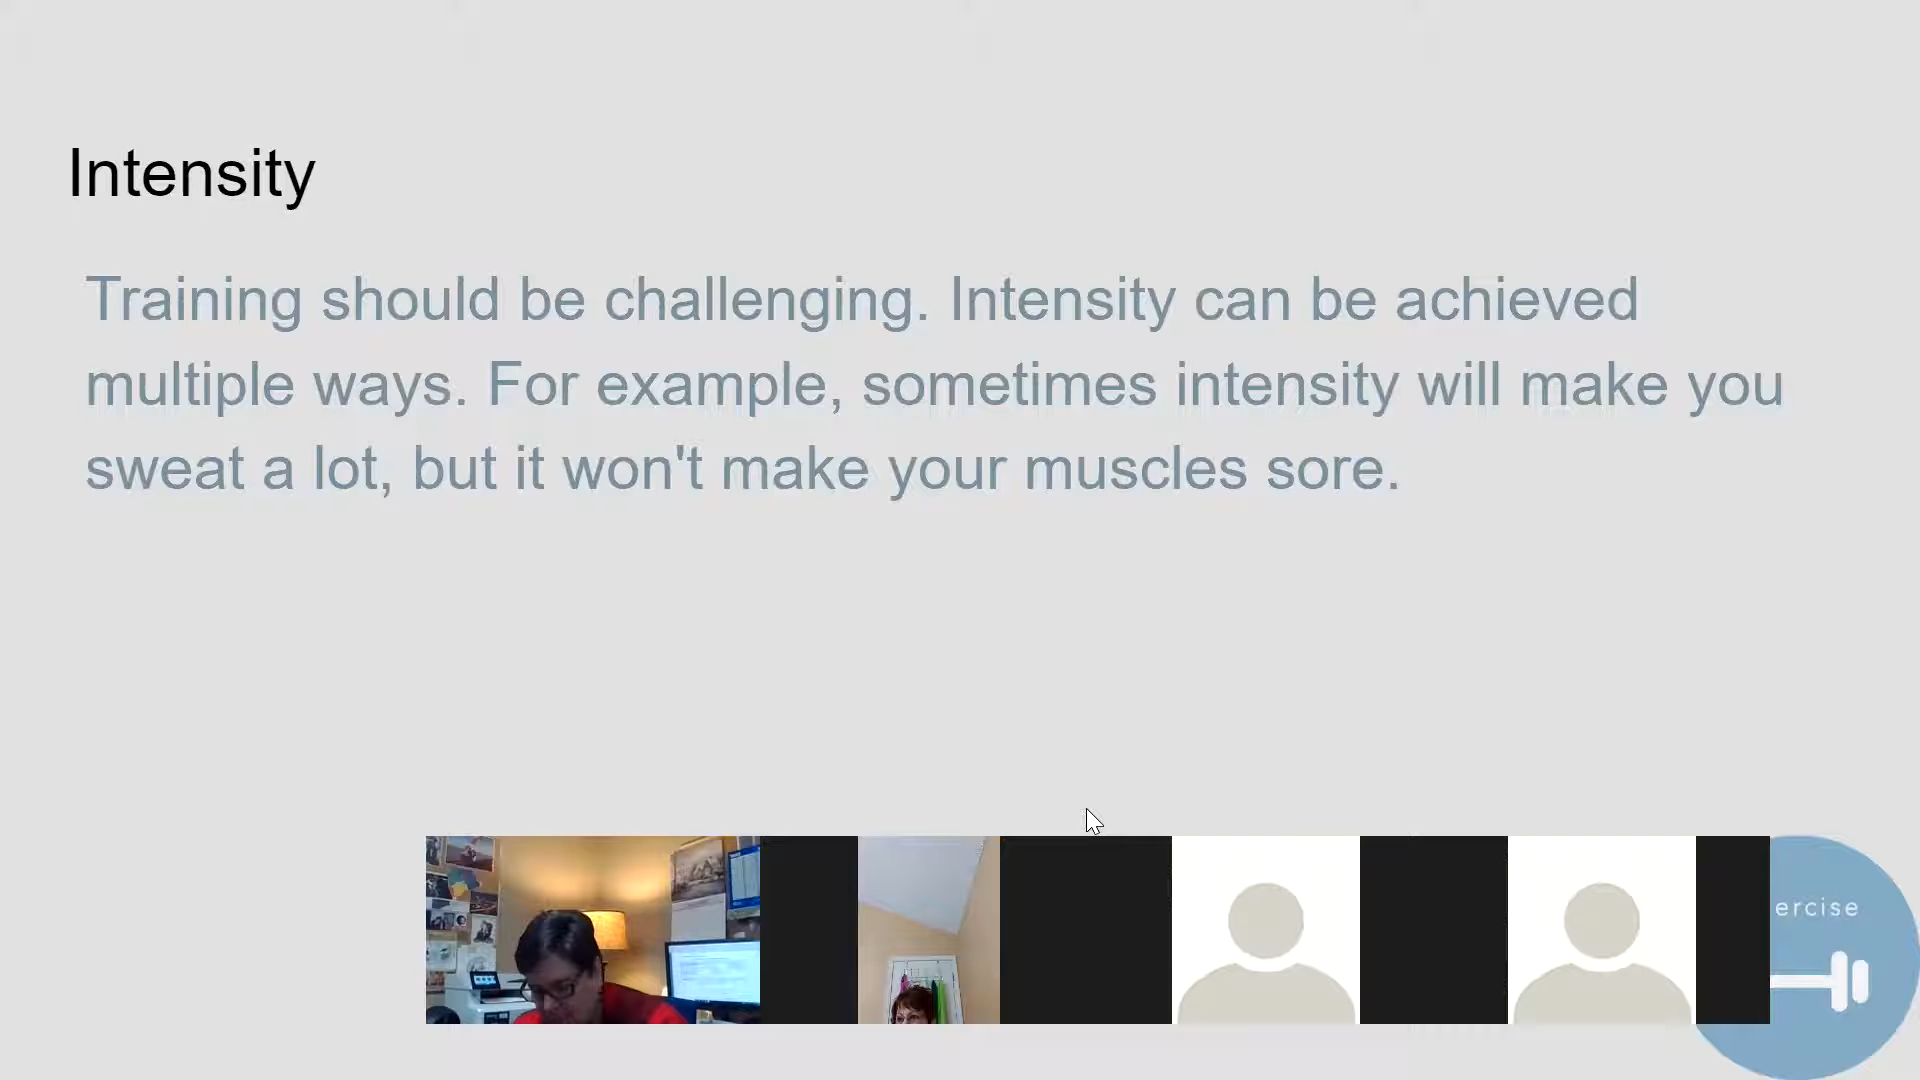 Intensity
Training should be challenging. Intensity can be achieved
multiple ways. For example, sometimes intensity will make you
sweat a lot, but it won't make your muscles sore.
ercise